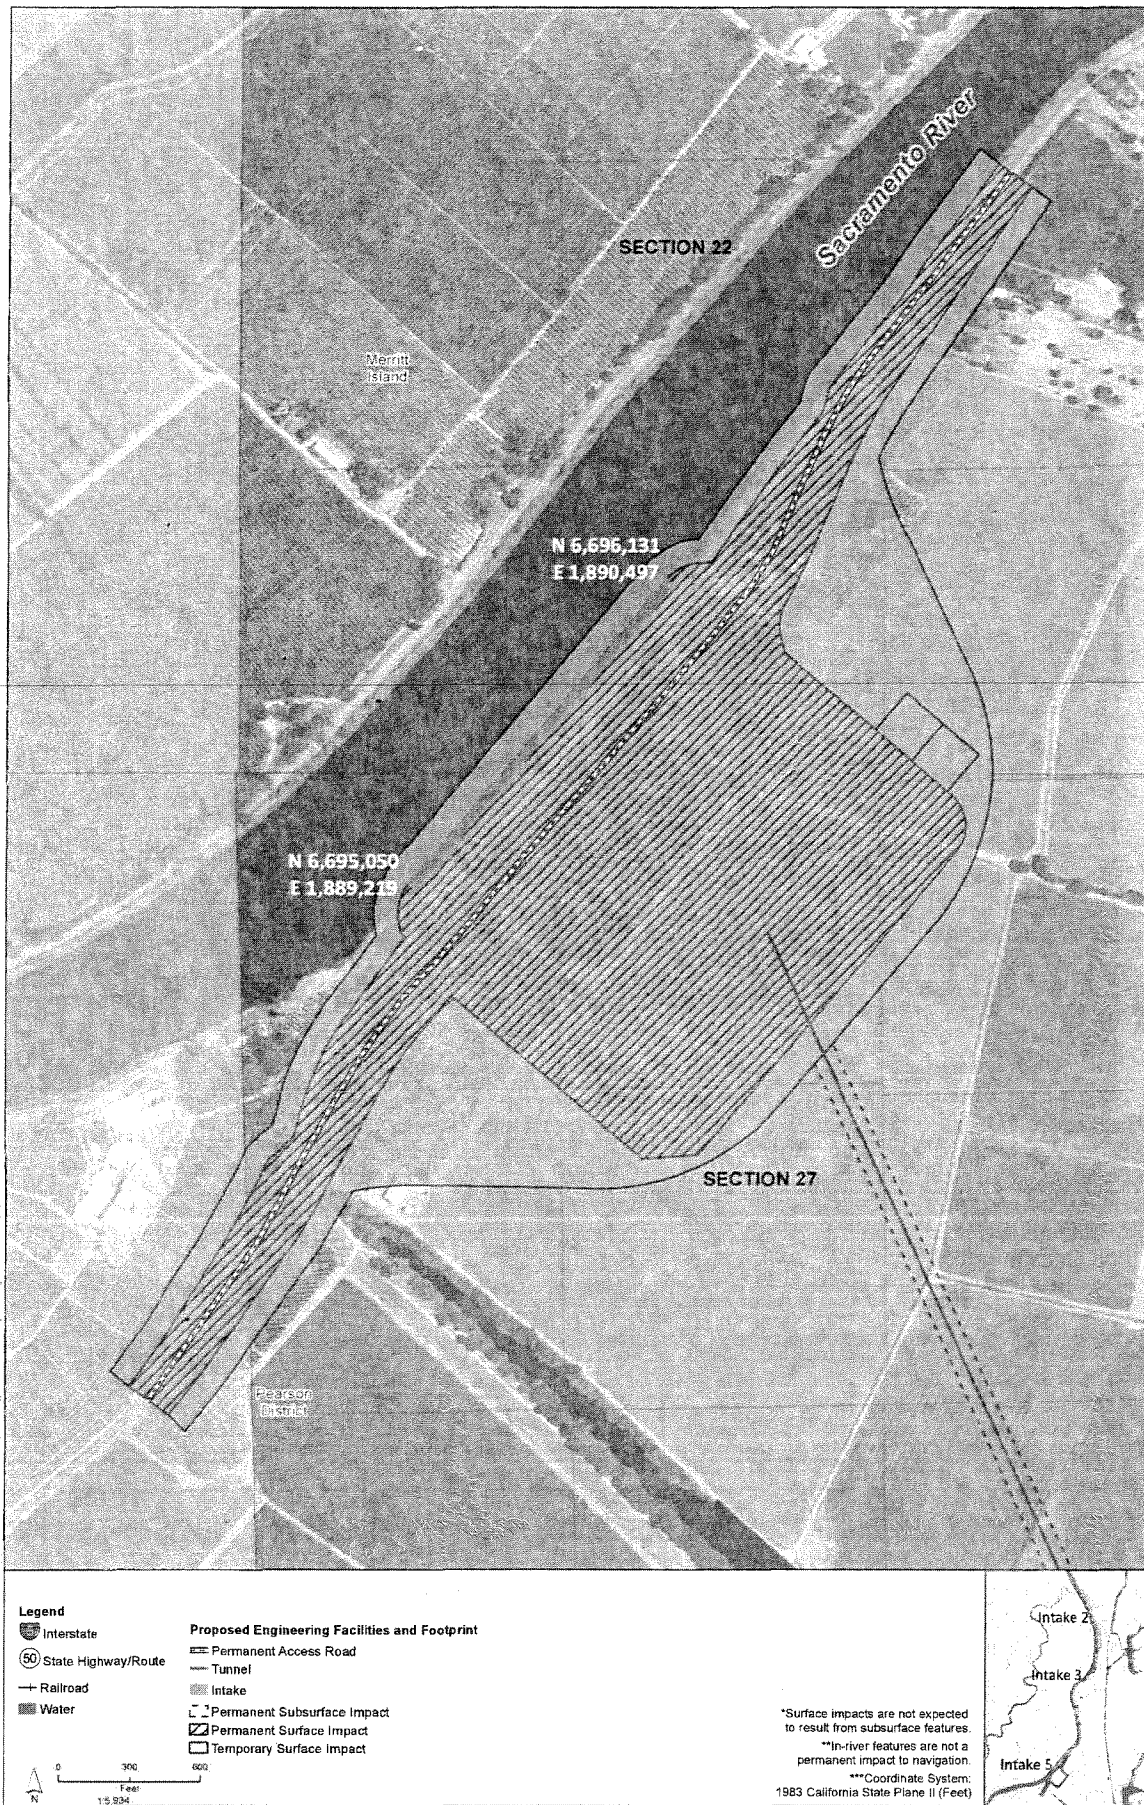 Sacramento River
SECTION 22
Merritt
Island
N 6,696,131
E 1,890,497
N 6,695,050
E 1,889,219
SECTION 27
Pearson
District
Legend
Interstate
50 State Highway/Route
Railroad
Water
Proposed Engineering Facilities and Footprint
Permanent Access Road
Tunnel
Intake
Permanent Subsurface Impact
Permanent Surface Impact
Temporary Surface Impact
0 300 600
Feet
1:5,934
N
*Surface impacts are not expected
to result from subsurface features.
**In-river features are not a
permanent impact to navigation.
***Coordinate System:
1983 California State Plane II (Feet)
Intake 2
Intake 3
Intake 5